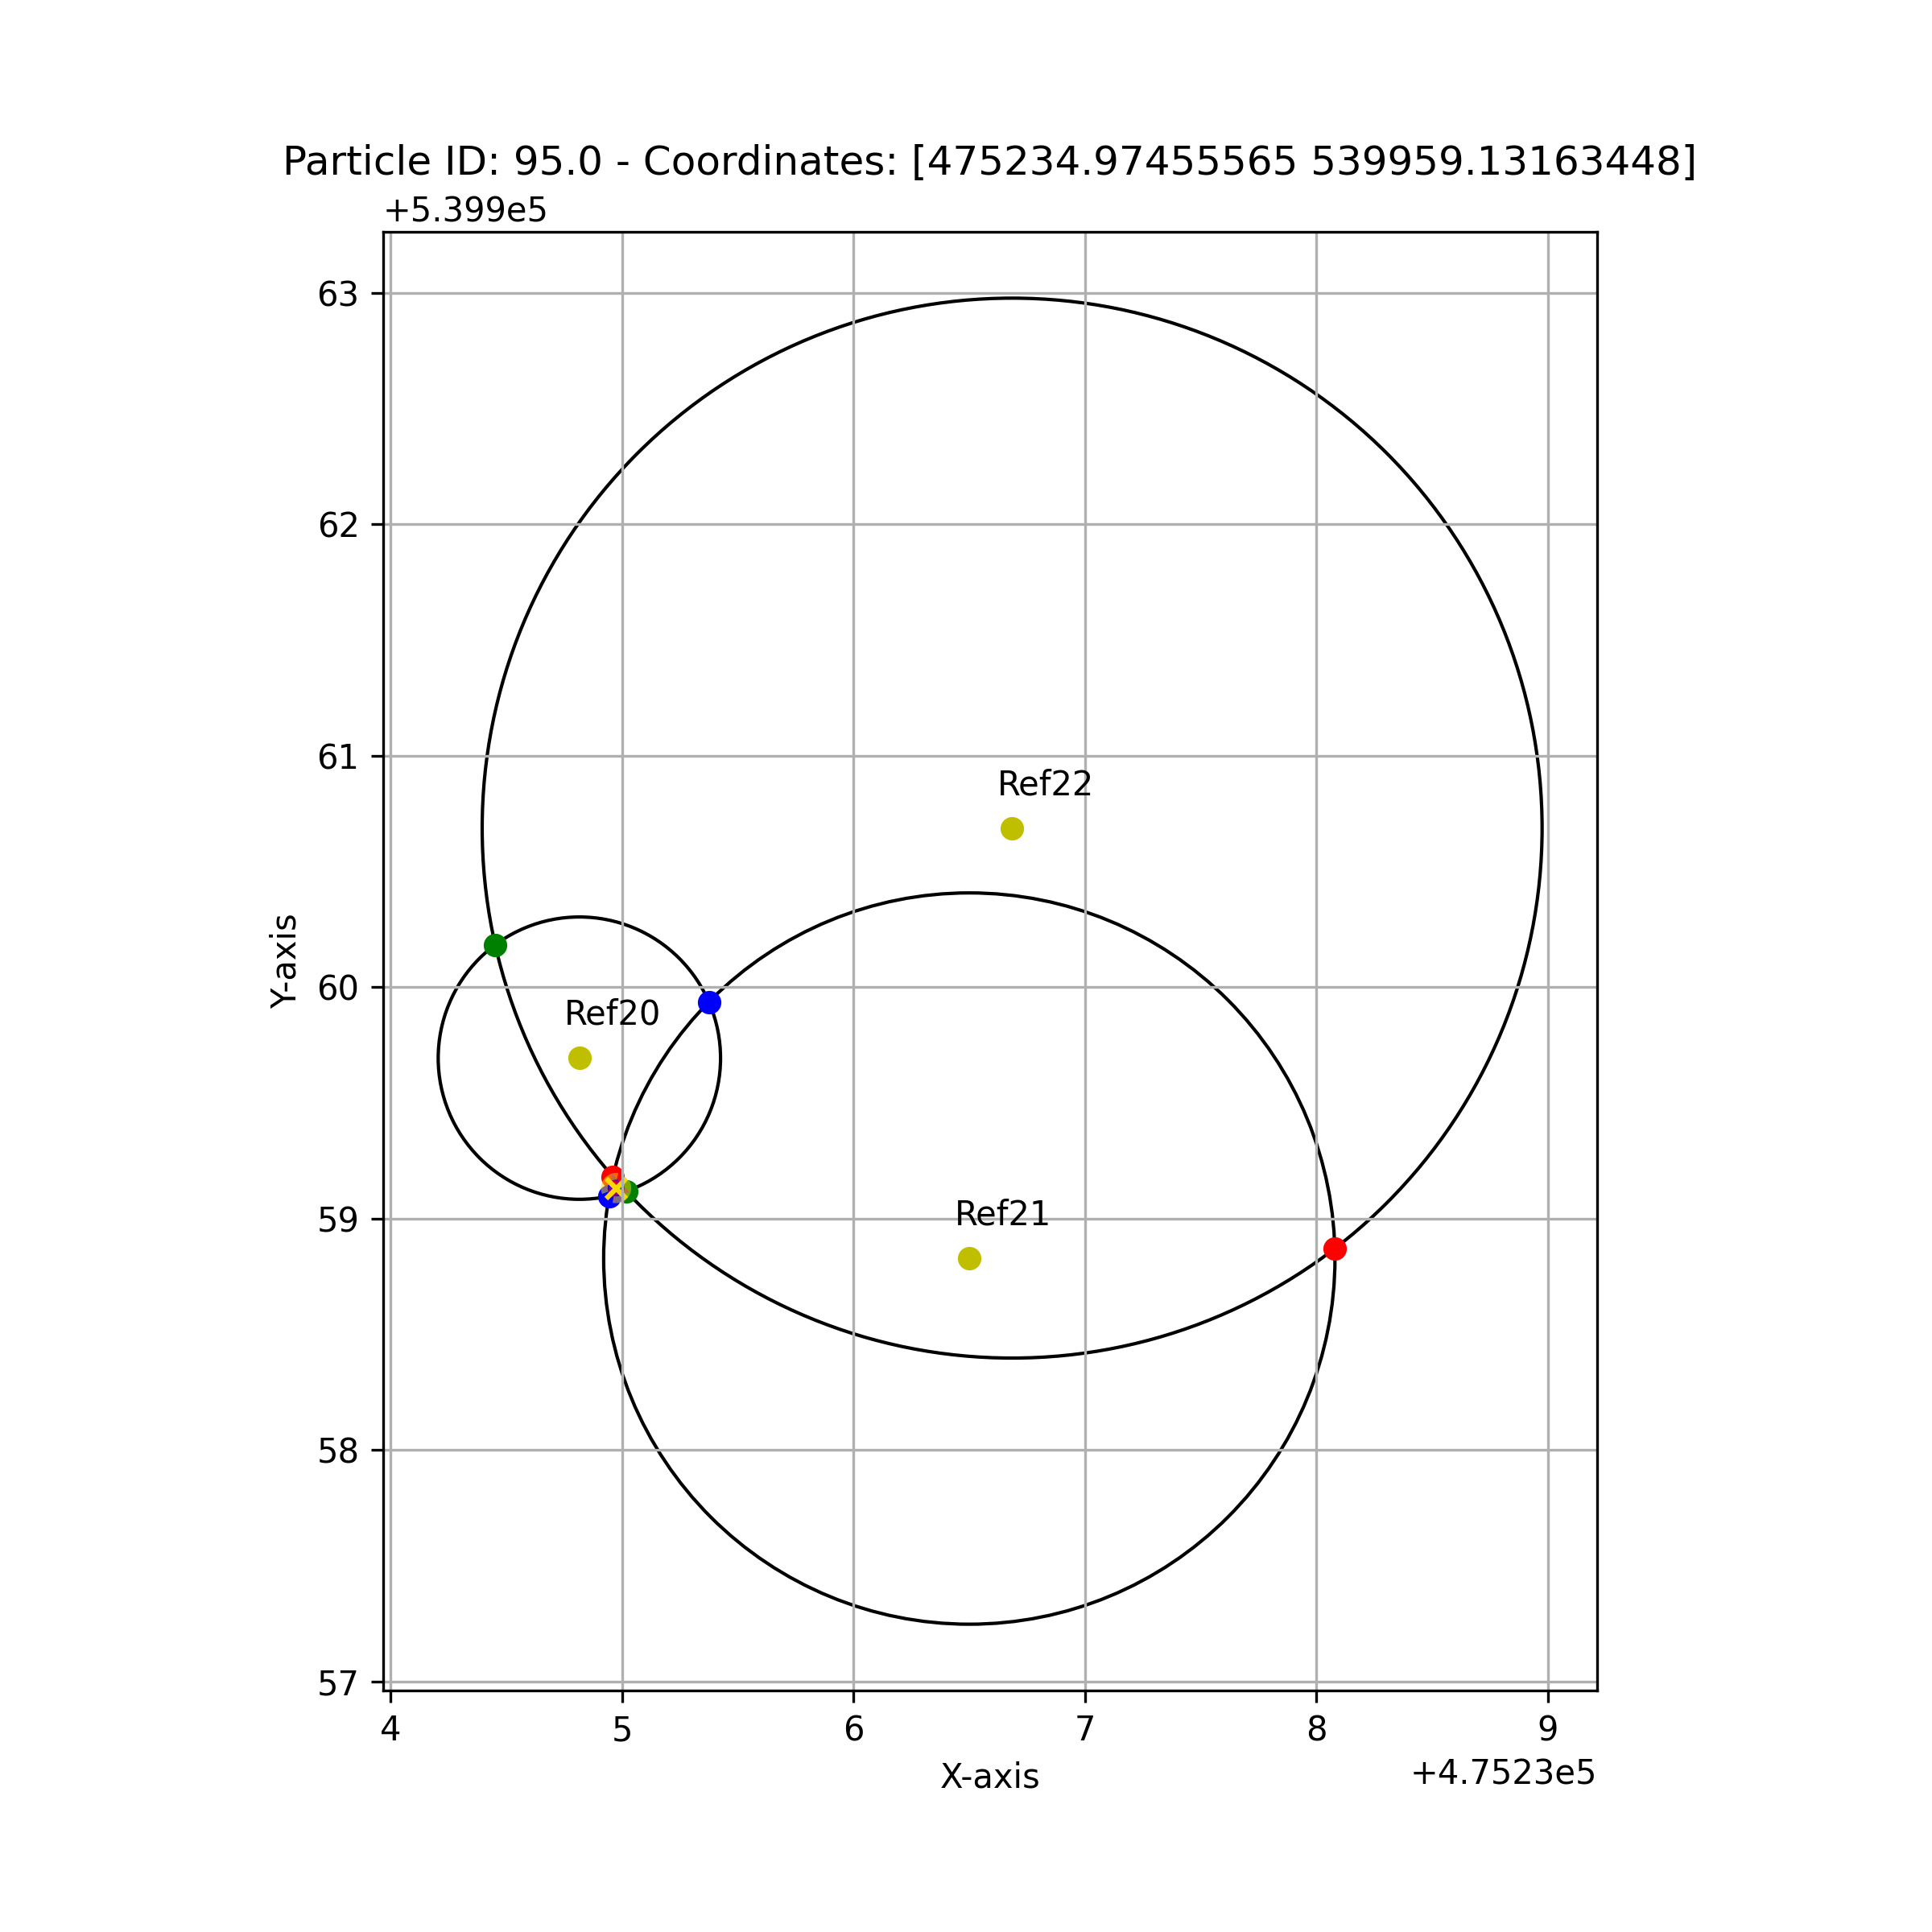 Particle ID: 95.0 - Coordinates: [475234.97455565 539959.13163448]
+5.399e5
63
62
61
60
59
58
57
Y-axis
Ref22
Ref20
Ref21
4 5 6 7 8 9
X-axis
+4.7523e5